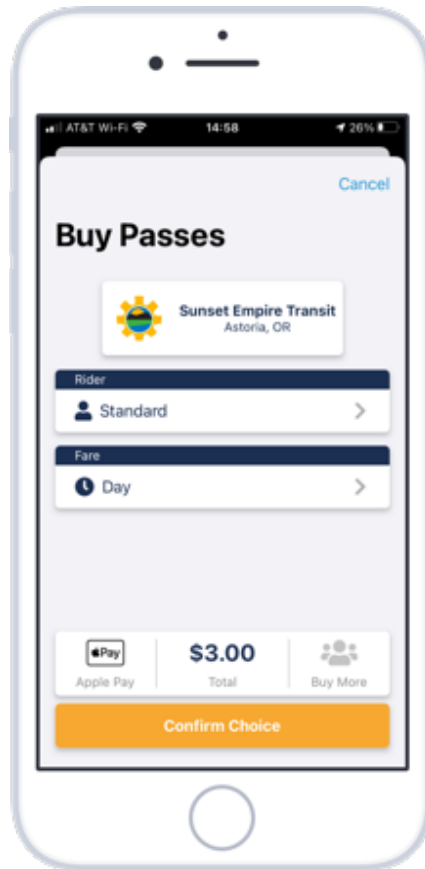 AT&T Wi-Fi 14:58 26%
Cancel
Buy Passes
Sunset Empire Transit
Astoria, OR
Rider
Standard
Fare
Day
Pay $3.00
Apple Pay Total Buy More
Confirm Choice